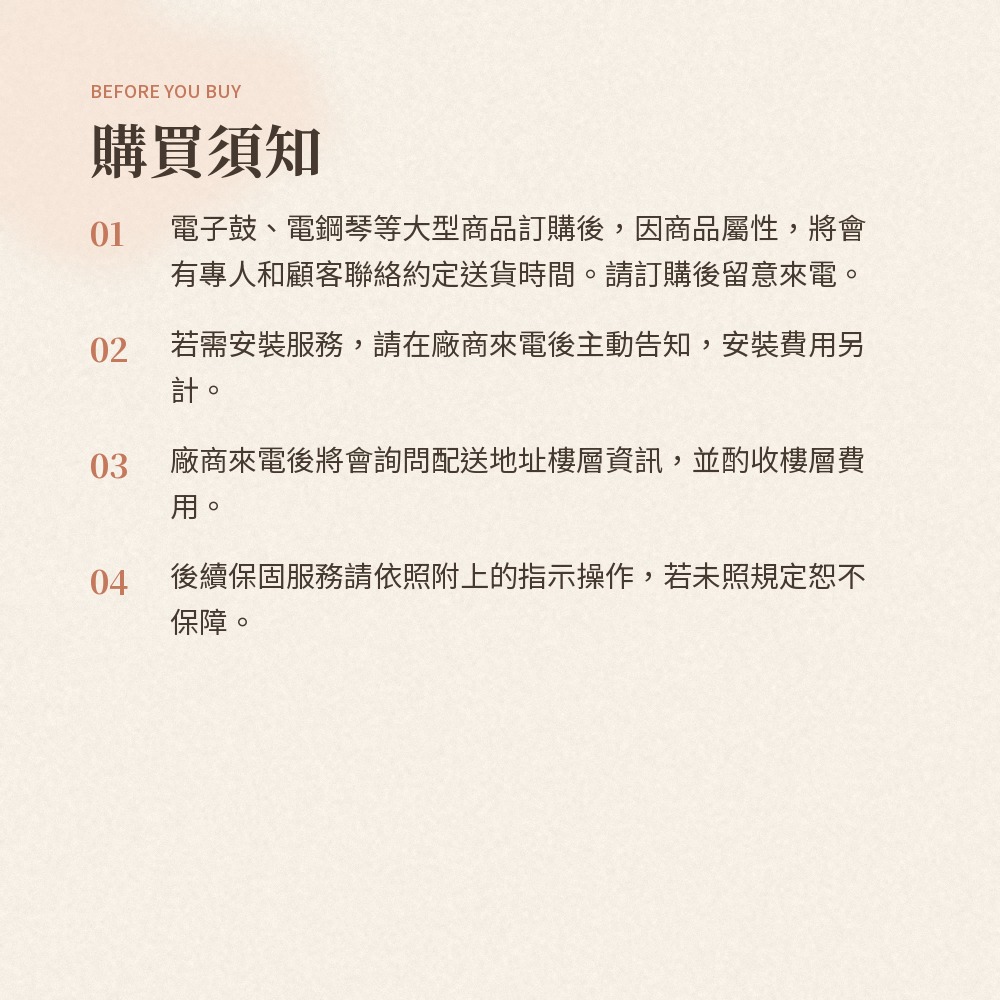 BEFORE YOU BUY
購買須知
01 電子鼓、電鋼琴等大型商品訂購後，因商品屬性，將會
有專人和顧客聯絡約定送貨時間。請訂購後留意來電。
02 若需安裝服務，請在廠商來電後主動告知，安裝費用另
計。
03 廠商來電後將會詢問配送地址樓層資訊，並酌收樓層費
用。
04 後續保固服務請依照附上的指示操作，若未照規定恕不
保障。